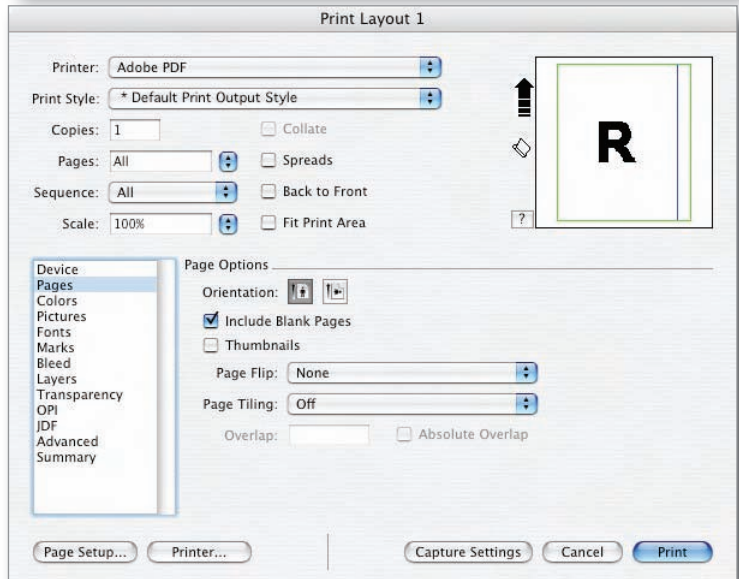 Print Layout 1
Printer: Adobe PDF
Print Style: * Default Print Output Style
Copies: 1 Collate
Pages: All Spreads
Sequence: All Back to Front
Scale: 100% Fit Print Area
R
?
Device
Pages
Colors
Pictures
Fonts
Marks
Bleed
Layers
Transparency
OPI
JDF
Advanced
Summary
Page Options
Orientation:
Include Blank Pages
Thumbnails
Page Flip: None
Page Tiling: Off
Overlap: Absolute Overlap
Page Setup... Printer... Capture Settings Cancel Print